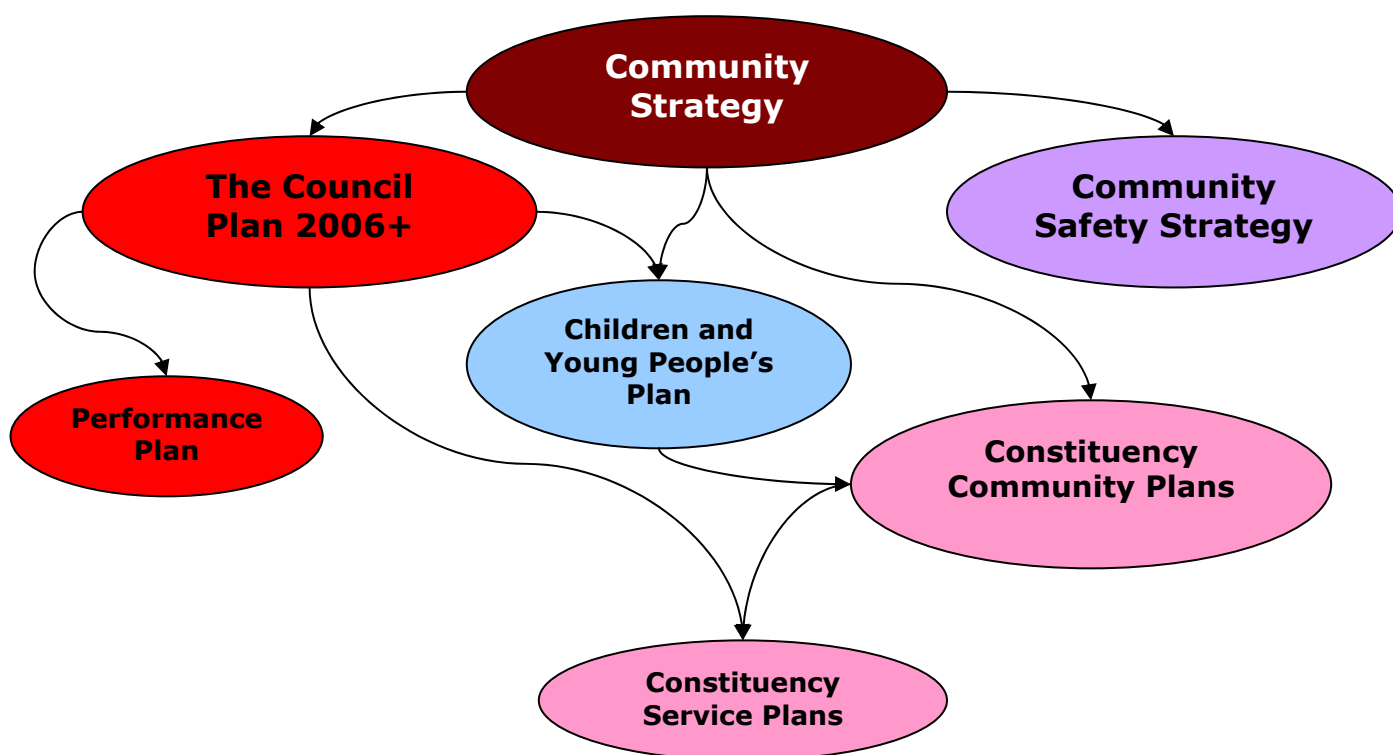 Community
Strategy
The Council
Plan 2006+
Community
Safety Strategy
Children and
Young People’s
Plan
Performance
Plan
Constituency
Community Plans
Constituency
Service Plans